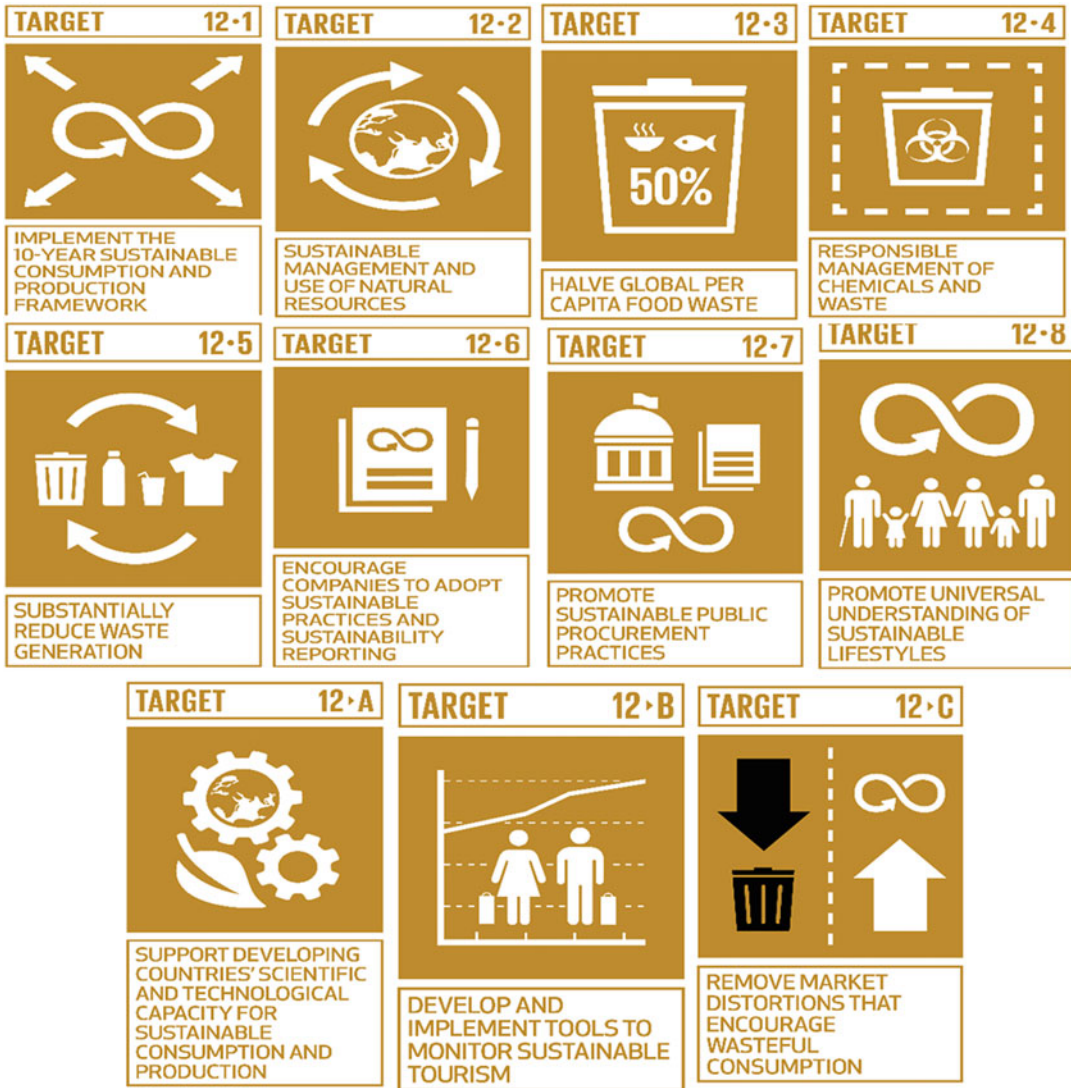 TARGET 12·1
IMPLEMENT THE
10-YEAR SUSTAINABLE
CONSUMPTION AND
PRODUCTION
FRAMEWORK
TARGET 12·2
SUSTAINABLE
MANAGEMENT AND
USE OF NATURAL
RESOURCES
TARGET 12·3
50%
HALVE GLOBAL PER
CAPITA FOOD WASTE
TARGET 12·4
RESPONSIBLE
MANAGEMENT OF
CHEMICALS AND
WASTE
TARGET 12·5
SUBSTANTIALLY
REDUCE WASTE
GENERATION
TARGET 12·6
ENCOURAGE
COMPANIES TO ADOPT
SUSTAINABLE
PRACTICES AND
SUSTAINABILITY
REPORTING
TARGET 12·7
PROMOTE
SUSTAINABLE PUBLIC
PROCUREMENT
PRACTICES
TARGET 12·8
PROMOTE UNIVERSAL
UNDERSTANDING OF
SUSTAINABLE
LIFESTYLES
TARGET 12▸A
SUPPORT DEVELOPING
COUNTRIES' SCIENTIFIC
AND TECHNOLOGICAL
CAPACITY FOR
SUSTAINABLE
CONSUMPTION AND
PRODUCTION
TARGET 12▸B
DEVELOP AND
IMPLEMENT TOOLS TO
MONITOR SUSTAINABLE
TOURISM
TARGET 12▸C
REMOVE MARKET
DISTORTIONS THAT
ENCOURAGE
WASTEFUL
CONSUMPTION